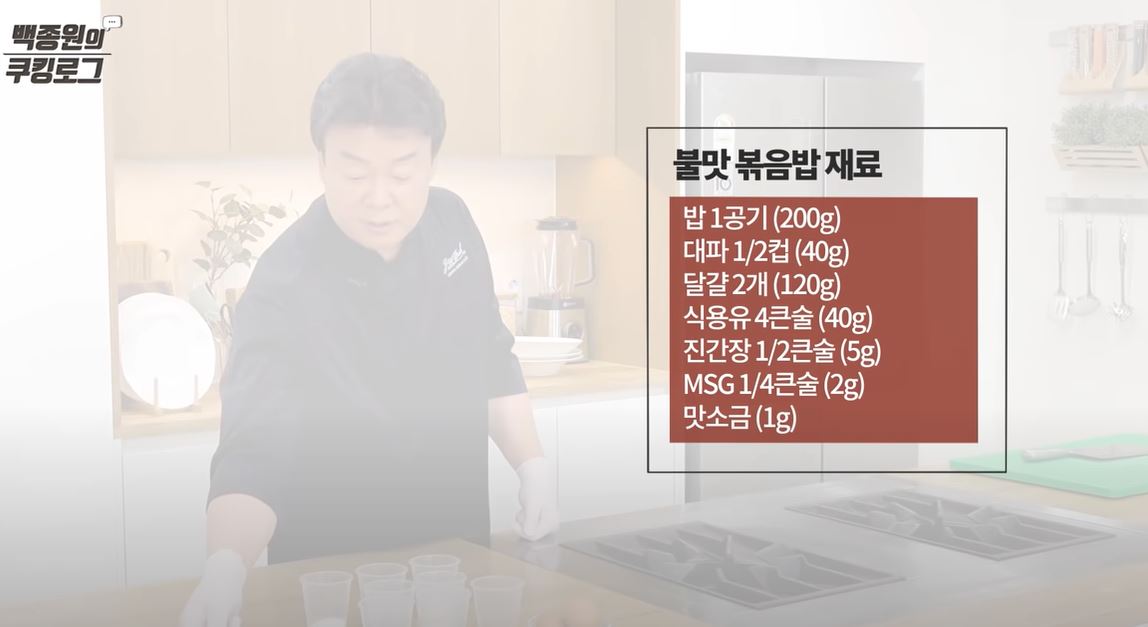 백종원의
쿠킹로그
불맛 볶음밥 재료
밥 1공기 (200g)
대파 1/2컵 (40g)
달걀 2개 (120g)
식용유 4큰술 (40g)
진간장 1/2큰술 (5g)
MSG 1/4큰술 (2g)
맛소금 (1g)